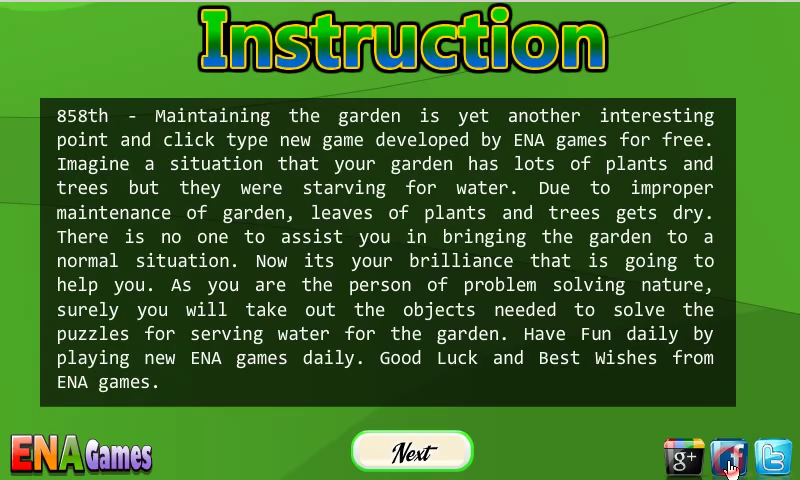 Instruction
858th - Maintaining the garden is yet another interesting
point and click type new game developed by ENA games for free.
Imagine a situation that your garden has lots of plants and
trees but they were starving for water. Due to improper
maintenance of garden, leaves of plants and trees gets dry.
There is no one to assist you in bringing the garden to a
normal situation. Now its your brilliance that is going to
help you. As you are the person of problem solving nature,
surely you will take out the objects needed to solve the
puzzles for serving water for the garden. Have Fun daily by
playing new ENA games daily. Good Luck and Best Wishes from
ENA games.
ENA Games
Next
g+
f
t